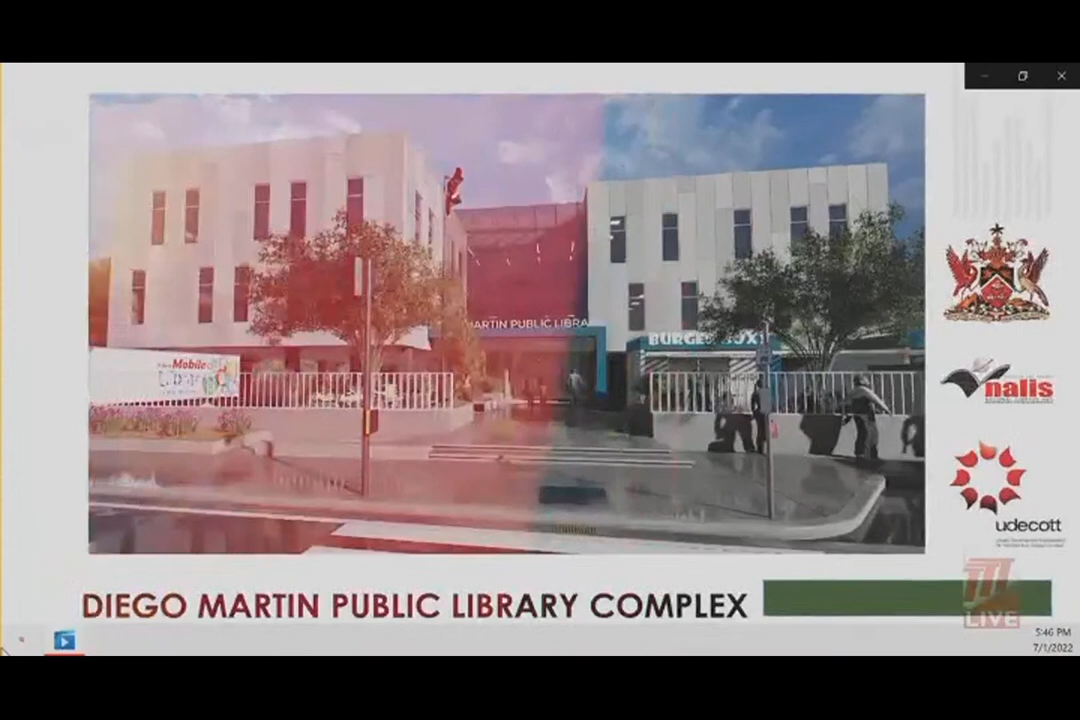 MARTIN PUBLIC LIBRA
Mobile
nalis
udecott
DIEGO MARTIN PUBLIC LIBRARY COMPLEX
LIVE
5:46 PM
7/1/2022